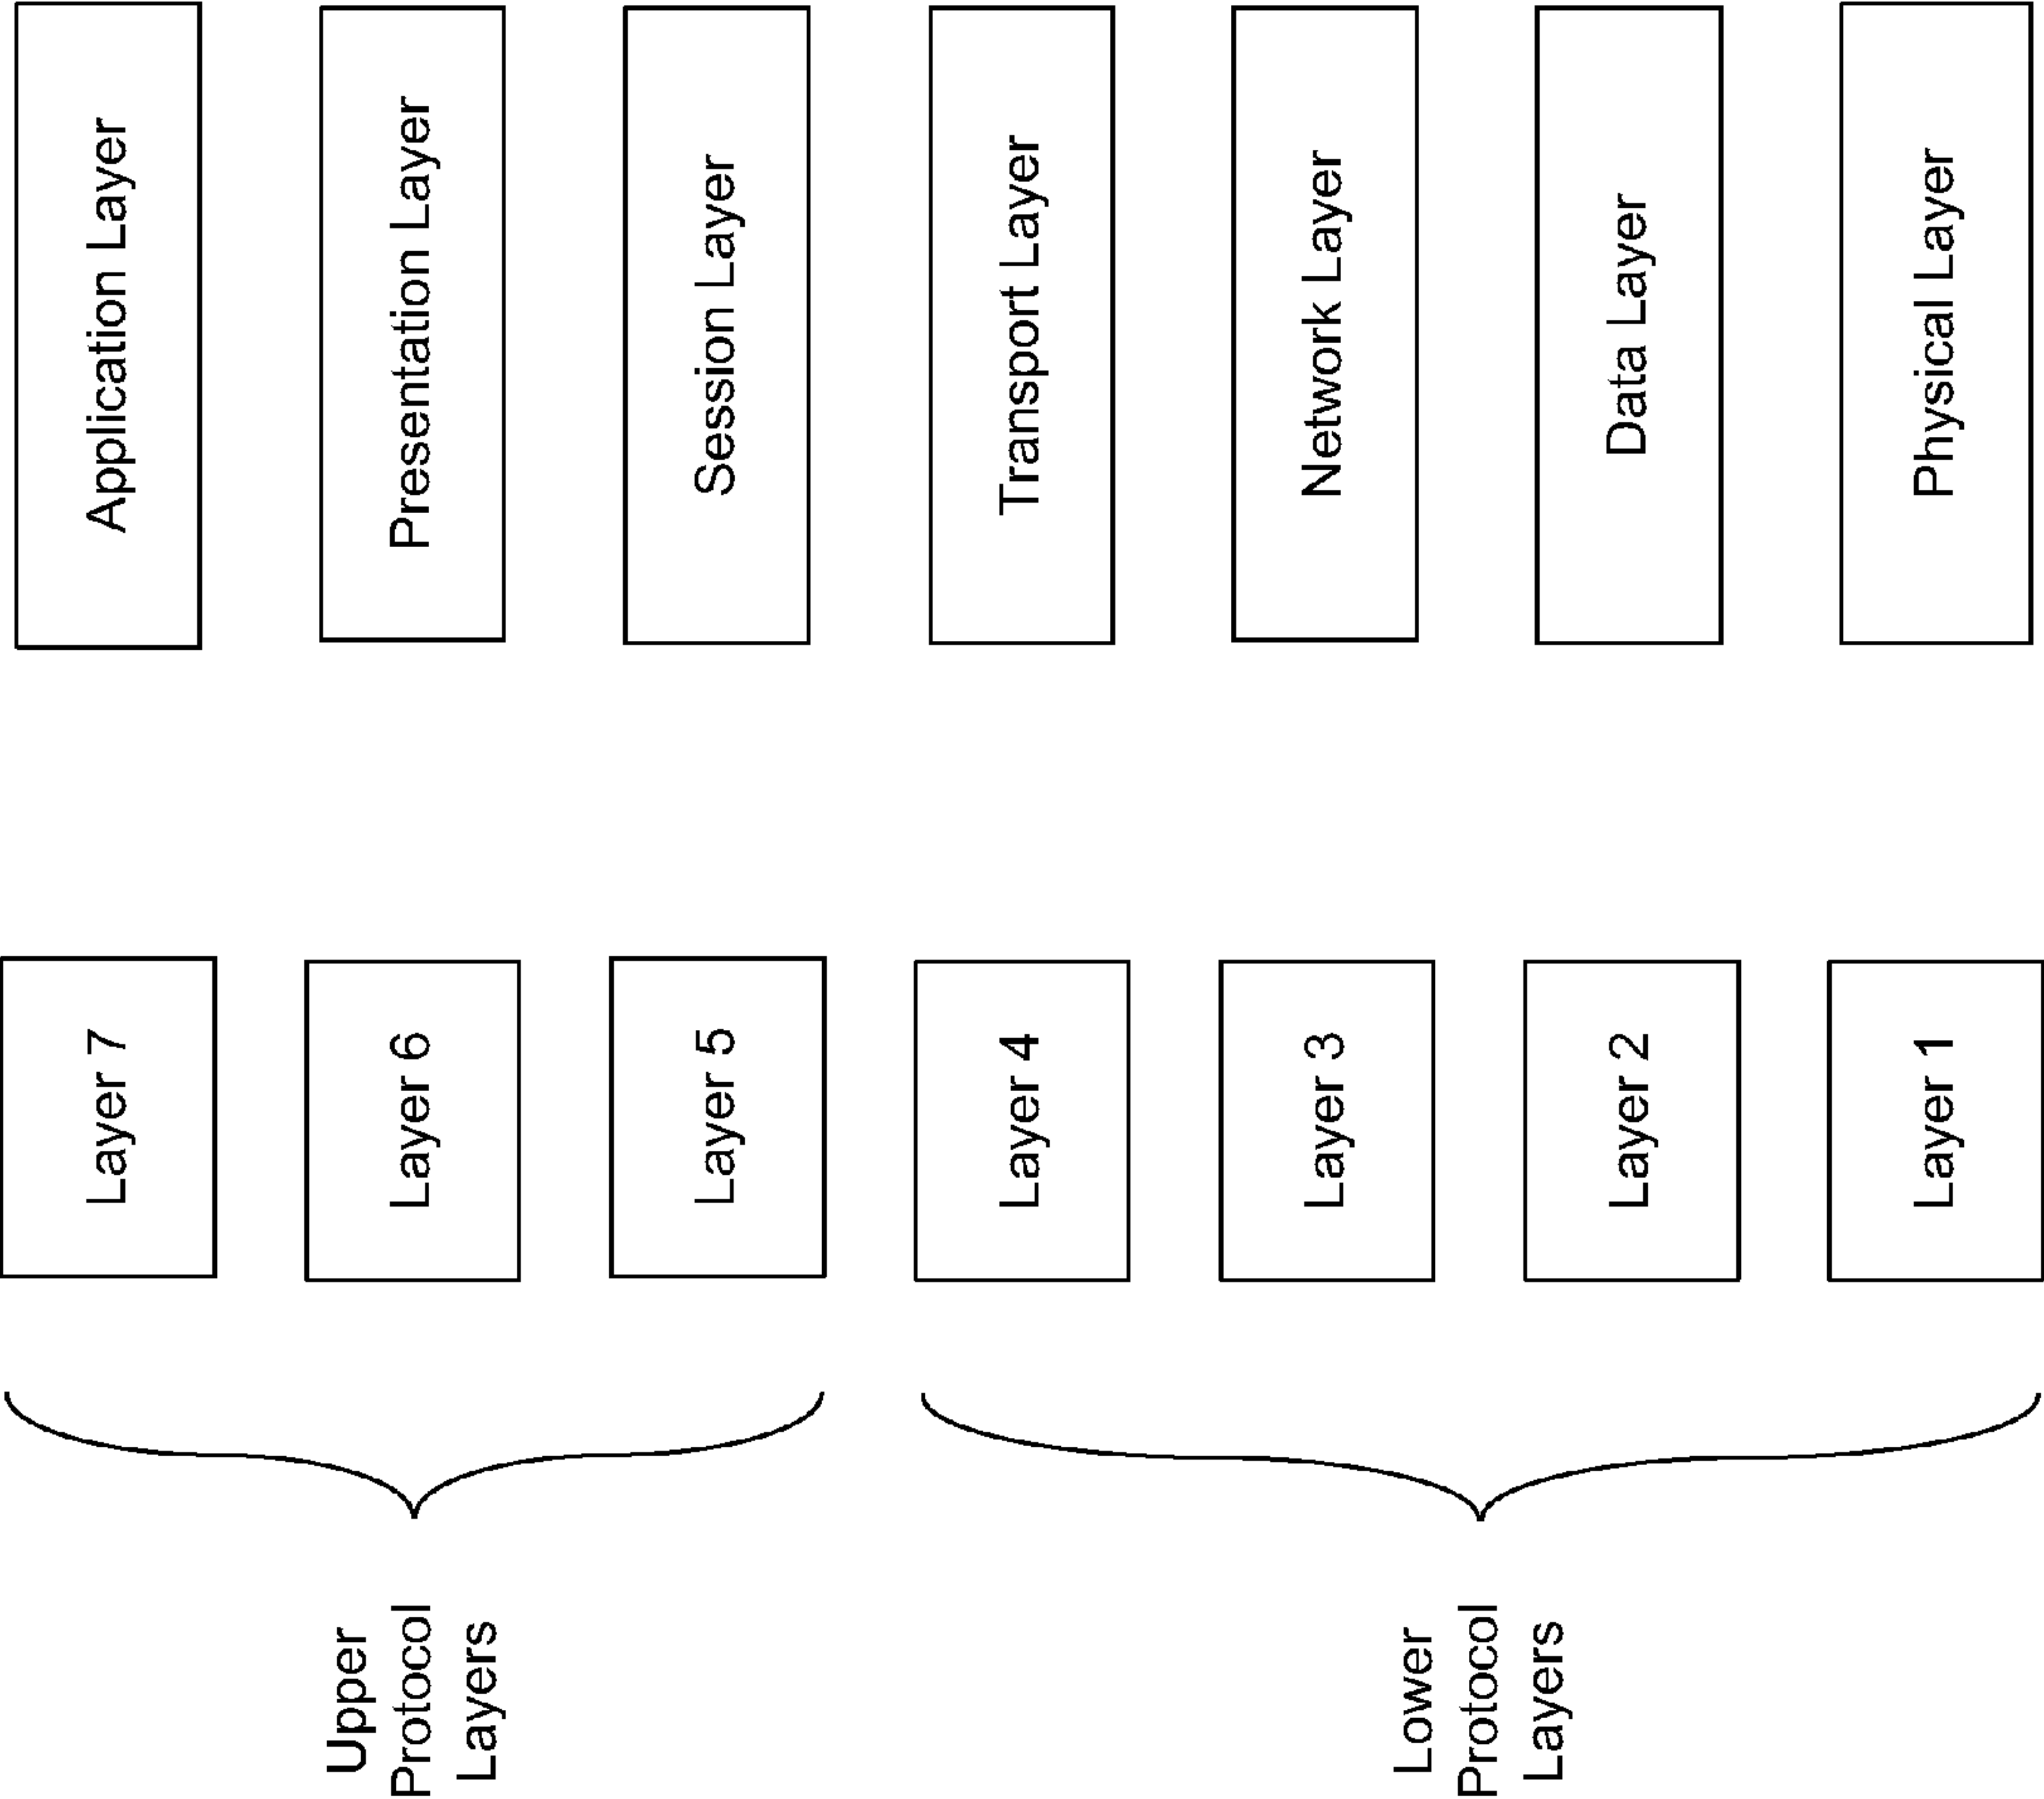 Upper
Protocol
Layers
Layer 7
Application Layer
Layer 6
Presentation Layer
Layer 5
Session Layer
Lower
Protocol
Layers
Layer 4
Transport Layer
Layer 3
Network Layer
Layer 2
Data Layer
Layer 1
Physical Layer